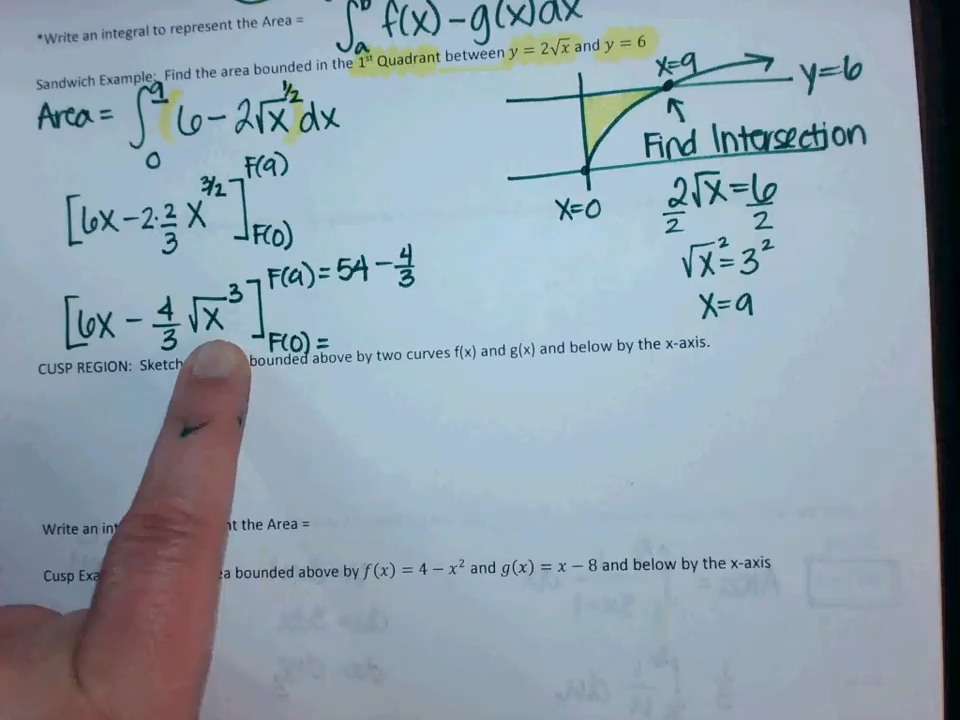 *Write an integral to represent the Area = ∫ₐᵇ f(x) – g(x)dx
Sandwich Example: Find the area bounded in the 1st Quadrant between y = 2√x and y = 6
Area = ∫₀⁹ (6 – 2√x^1/2 dx
[6x – 2·2/3 x^3/2] F(9) F(0)
[6x – 4/3 √x³] F(9) = 54 – 4/3
F(0) =
x=9
y=6
Find Intersection
x=0
2√x = 6
2 2
√x² = 3²
x=9
CUSP REGION: Sketch bounded above by two curves f(x) and g(x) and below by the x-axis.
Write an the Area =
Cusp bounded above by f(x) = 4 − x² and g(x) = x − 8 and below by the x-axis